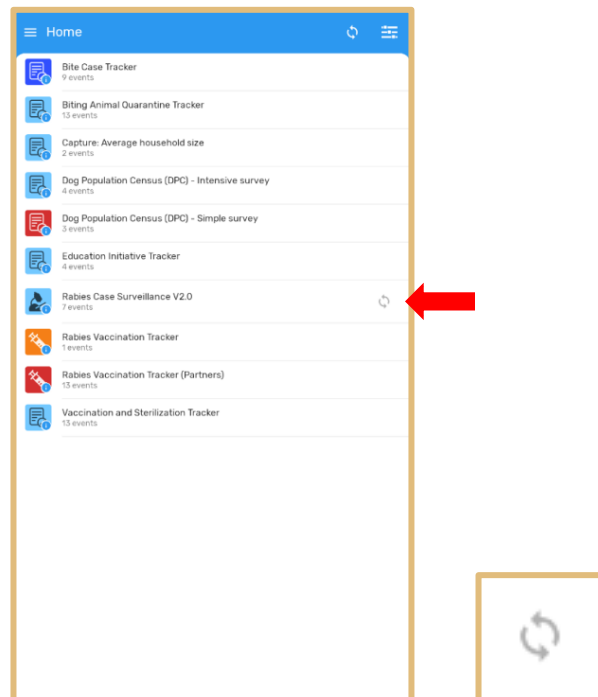 Home
Bite Case Tracker
9 events
Biting Animal Quarantine Tracker
13 events
Capture: Average household size
2 events
Dog Population Census (DPC) - Intensive survey
4 events
Dog Population Census (DPC) - Simple survey
3 events
Education Initiative Tracker
4 events
Rabies Case Surveillance V2.0
7 events
Rabies Vaccination Tracker
1 events
Rabies Vaccination Tracker (Partners)
13 events
Vaccination and Sterilization Tracker
13 events